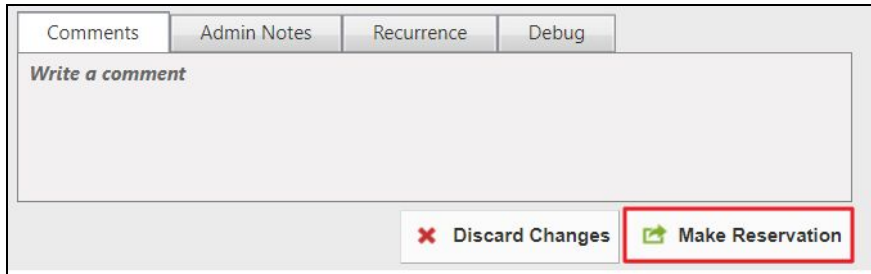 Comments Admin Notes Recurrence Debug
Write a comment
Discard Changes Make Reservation